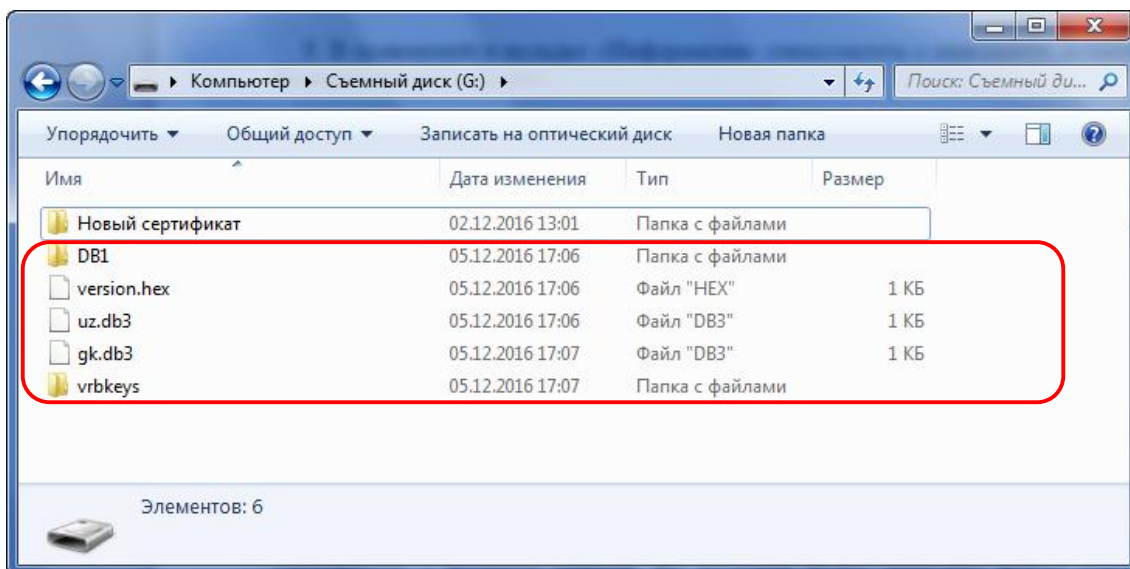 Компьютер Съемный диск (G:) Поиск: Съемный ди...
Упорядочить Общий доступ Записать на оптический диск Новая папка
Имя Дата изменения Тип Размер
Новый сертификат 02.12.2016 13:01 Папка с файлами
DB1 05.12.2016 17:06 Папка с файлами
version.hex 05.12.2016 17:06 Файл "HEX" 1 КБ
uz.db3 05.12.2016 17:06 Файл "DB3" 1 КБ
gk.db3 05.12.2016 17:07 Файл "DB3" 1 КБ
vrbkeys 05.12.2016 17:07 Папка с файлами
Элементов: 6